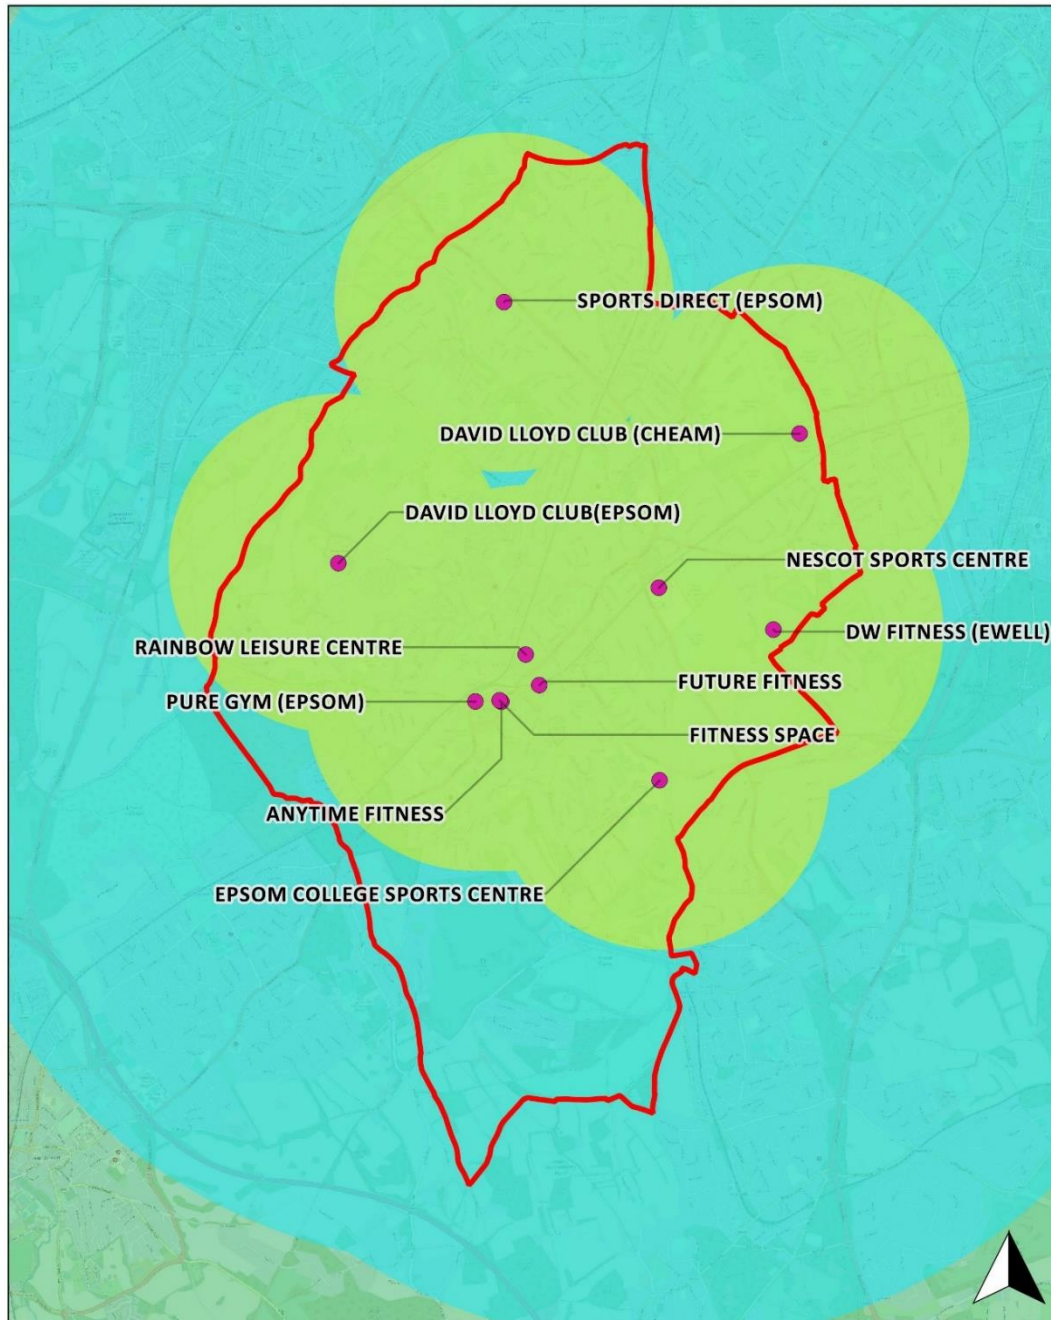 SPORTS DIRECT (EPSOM)
DAVID LLOYD CLUB (CHEAM)
DAVID LLOYD CLUB(EPSOM)
NESCOT SPORTS CENTRE
DW FITNESS (EWELL)
RAINBOW LEISURE CENTRE
FUTURE FITNESS
PURE GYM (EPSOM)
FITNESS SPACE
ANYTIME FITNESS
EPSOM COLLEGE SPORTS CENTRE